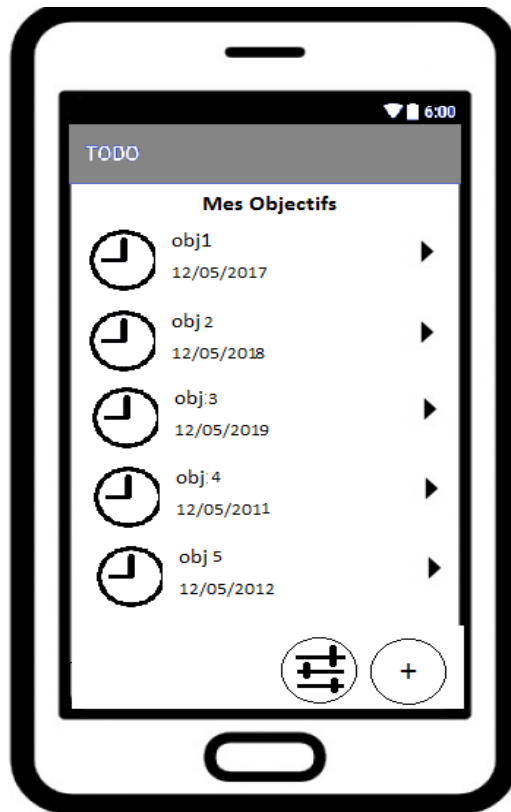 6:00
TODO
Mes Objectifs
obj1
12/05/2017
obj 2
12/05/2018
obj:3
12/05/2019
obj:4
12/05/2011
obj 5
12/05/2012
+